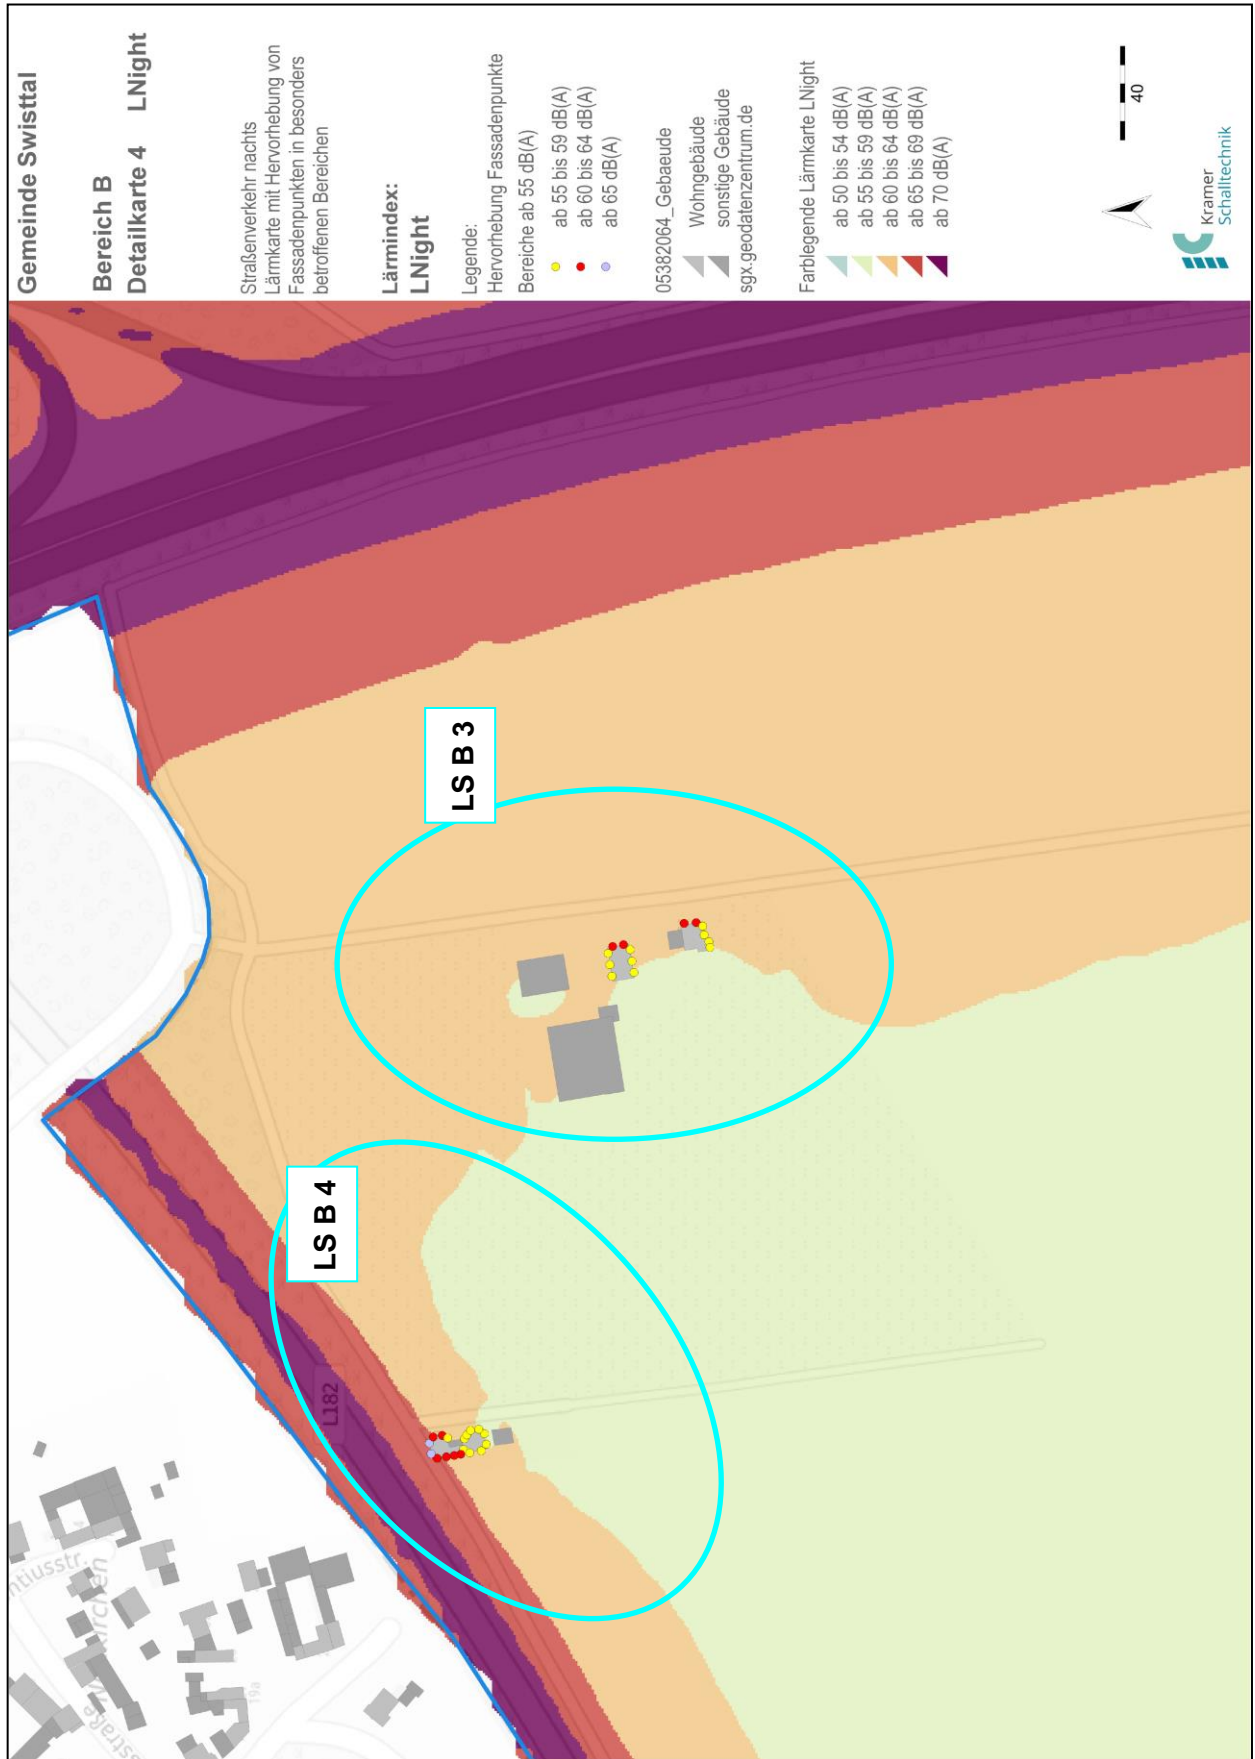 Gemeinde Swisttal
Bereich B
Detailkarte 4 LNight
Straßenverkehr nachts
Lärmkarte mit Hervorhebung von
Fassadenpunkten in besonders
betroffenen Bereichen
Lärmindex:
LNight
Legende:
Hervorhebung Fassadenpunkte
Bereiche ab 55 dB(A)
ab 55 bis 59 dB(A)
ab 60 bis 64 dB(A)
ab 65 dB(A)
05382064_Gebaeude
Wohngebäude
sonstige Gebäude
sgx.geodatenzentrum.de
Farblegende Lärmkarte LNight
ab 50 bis 54 dB(A)
ab 55 bis 59 dB(A)
ab 60 bis 64 dB(A)
ab 65 bis 69 dB(A)
ab 70 dB(A)
40
Kramer
Schalltechnik
LS B 3
LS B 4
L182
ntiusstr.
kirchen
sstraße
19a